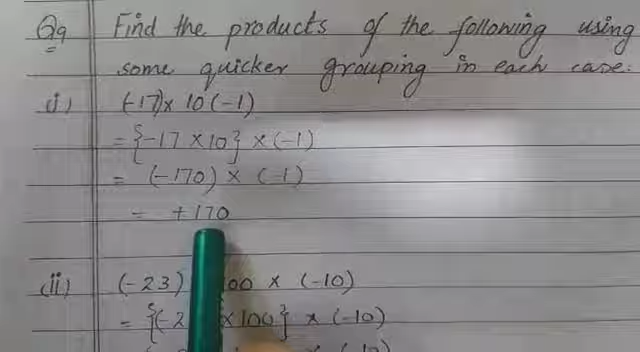 Q9 Find the products of the following using
some quicker grouping in each case:
(i) (-17)× 10(-1)
= {-17 × 10} × (-1)
= (-170) × (-1)
= +170
(ii) (-23) 00 × (-10)
= {(-2 ×100} × (-10)